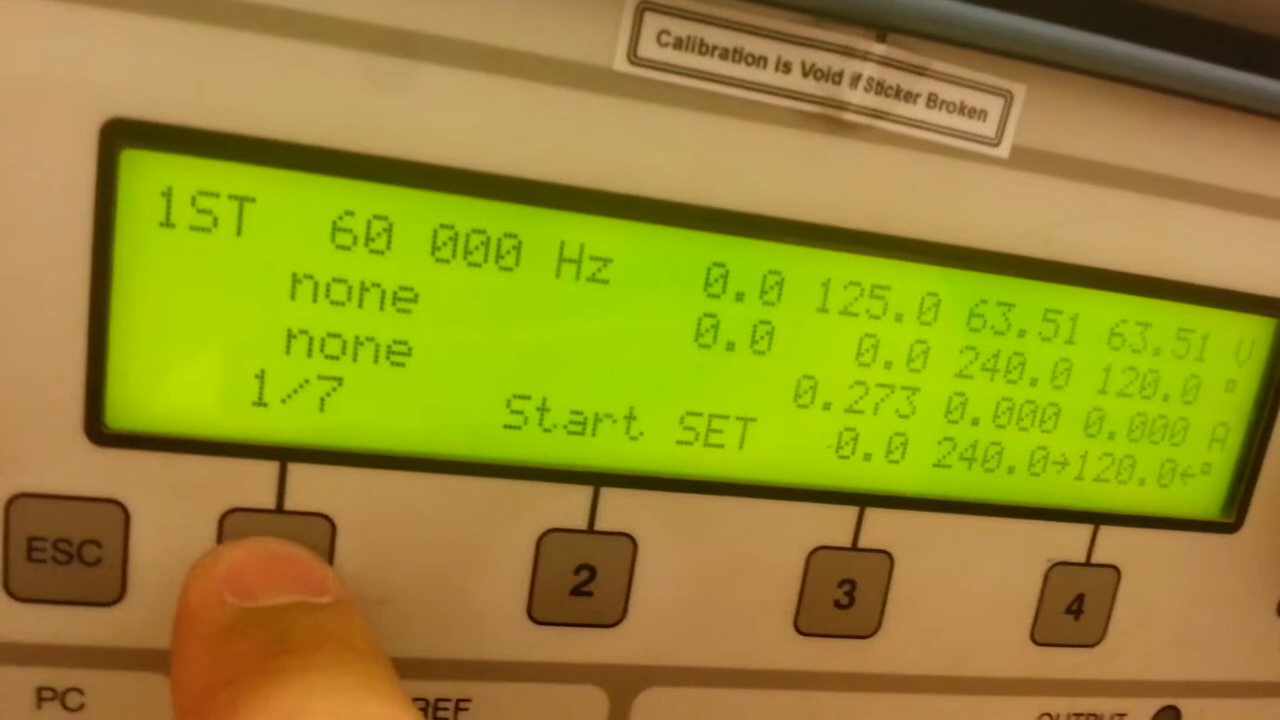 Calibration is Void if Sticker Broken
1ST 60 000 Hz 0.0 125.0 63.51 63.51 V
none 0.0 0.0 240.0 120.0 °
none 0.273 0.000 0.000 A
1/7 Start SET 0.0 240.0→120.0←°
ESC 2 3 4
PC REF OUTPUT